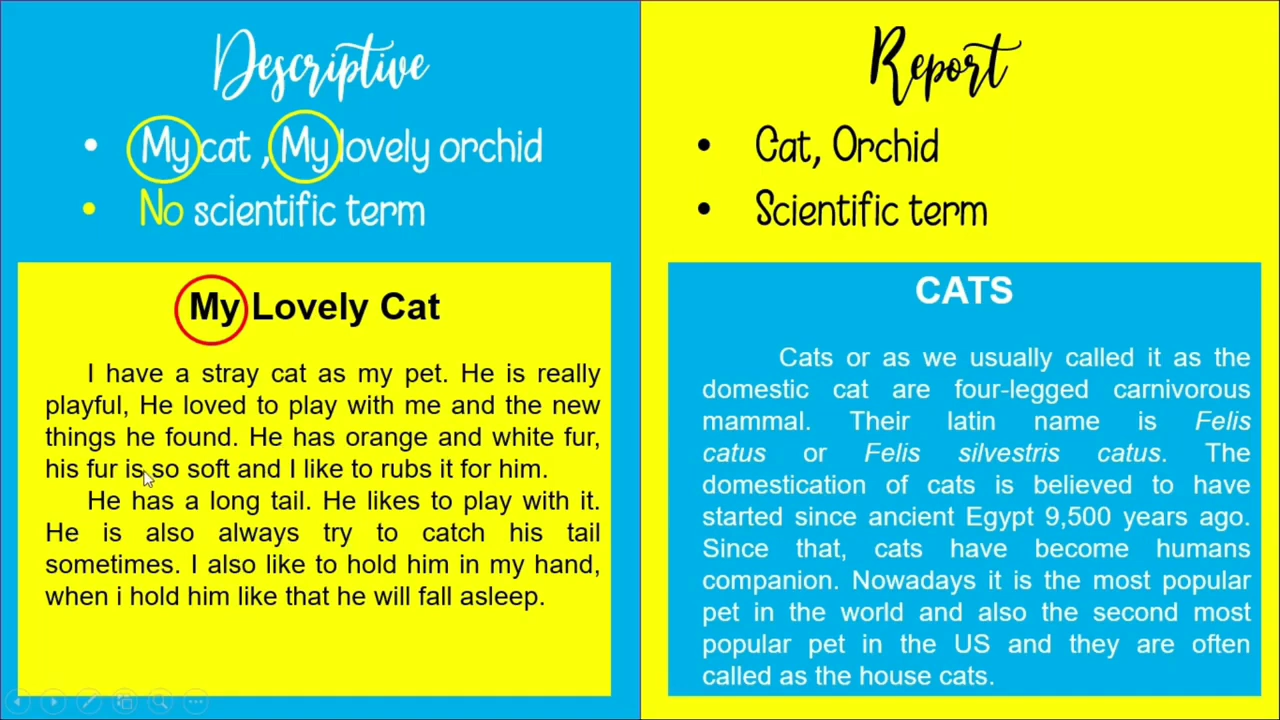 Descriptive
• My cat , My lovely orchid
• No scientific term
My Lovely Cat
I have a stray cat as my pet. He is really
playful, He loved to play with me and the new
things he found. He has orange and white fur,
his fur is so soft and I like to rubs it for him.
He has a long tail. He likes to play with it.
He is also always try to catch his tail
sometimes. I also like to hold him in my hand,
when i hold him like that he will fall asleep.
Report
• Cat, Orchid
• Scientific term
CATS
Cats or as we usually called it as the
domestic cat are four-legged carnivorous
mammal. Their latin name is Felis
catus or Felis silvestris catus. The
domestication of cats is believed to have
started since ancient Egypt 9,500 years ago.
Since that, cats have become humans
companion. Nowadays it is the most popular
pet in the world and also the second most
popular pet in the US and they are often
called as the house cats.